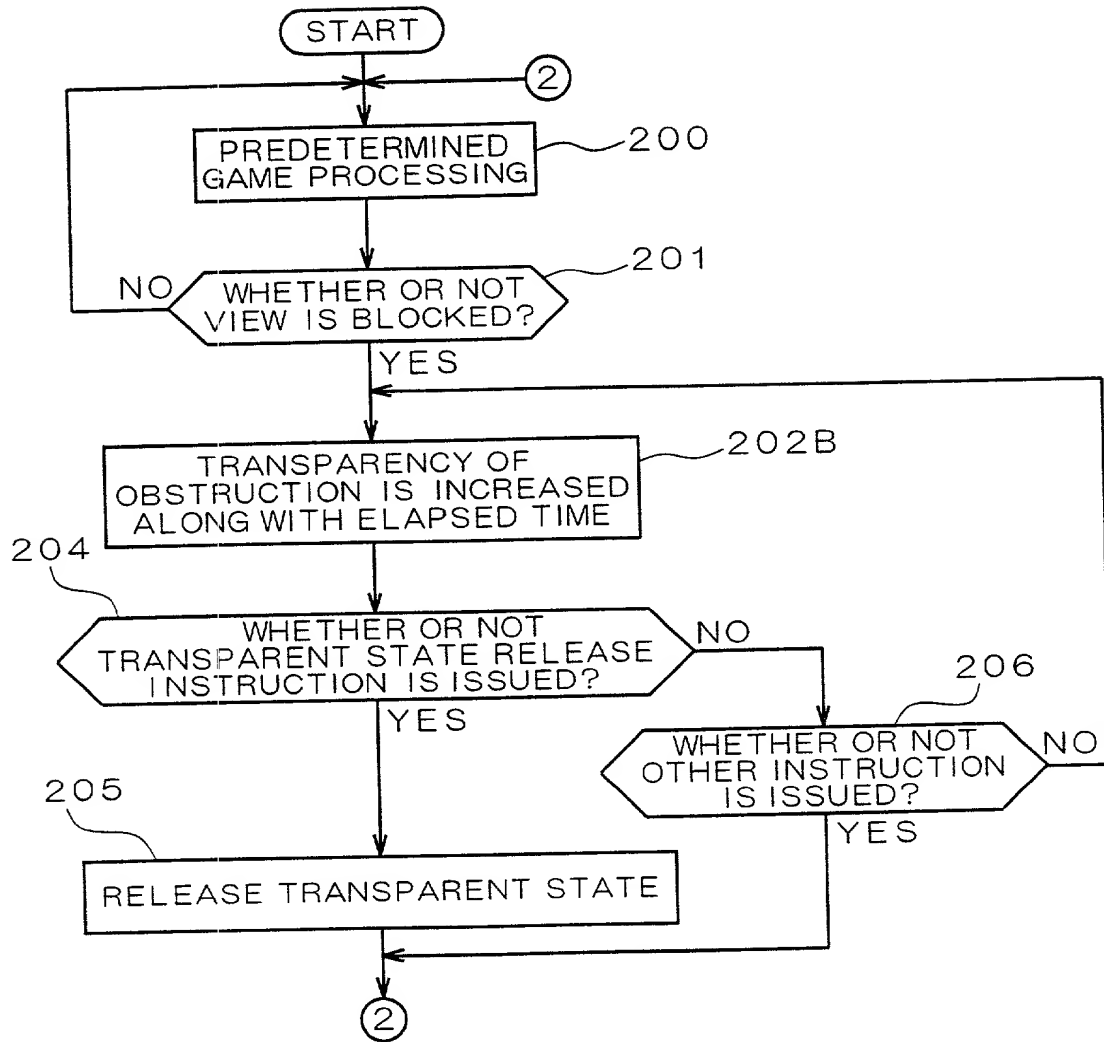 START
2
PREDETERMINED
GAME PROCESSING
200
201
NO
WHETHER OR NOT
VIEW IS BLOCKED?
YES
202B
TRANSPARENCY OF
OBSTRUCTION IS INCREASED
ALONG WITH ELAPSED TIME
204
WHETHER OR NOT
TRANSPARENT STATE RELEASE
INSTRUCTION IS ISSUED?
NO
YES
206
WHETHER OR NOT
OTHER INSTRUCTION
IS ISSUED?
NO
YES
205
RELEASE TRANSPARENT STATE
2